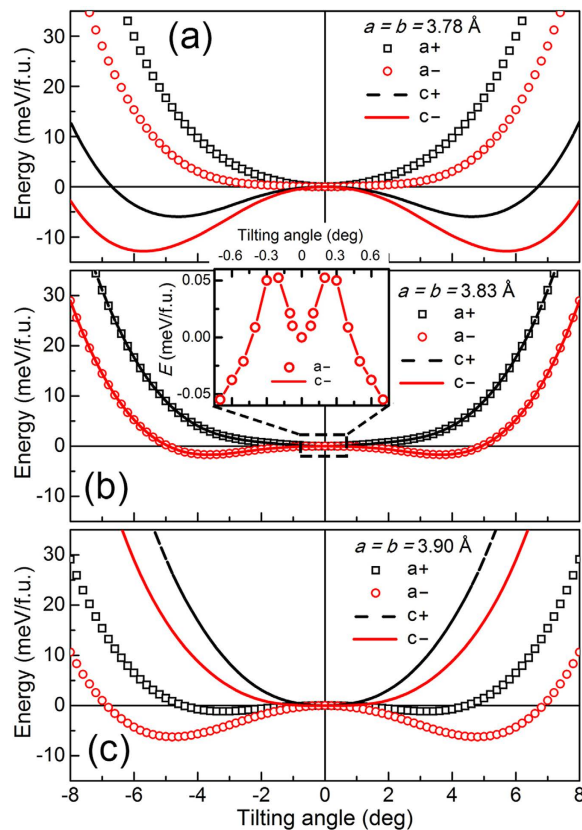 (a)
a = b = 3.78 Å
a+
a−
c+
c−
Energy (meV/f.u.)
30
20
10
0
-10
Tilting angle (deg)
-0.6 -0.3 0 0.3 0.6
E (meV/f.u.)
0.05
0.00
-0.05
a−
c−
(b)
a = b = 3.83 Å
a+
a−
c+
c−
Energy (meV/f.u.)
30
20
10
0
-10
(c)
a = b = 3.90 Å
a+
a−
c+
c−
Energy (meV/f.u.)
30
20
10
0
-10
-8 -6 -4 -2 0 2 4 6 8
Tilting angle (deg)